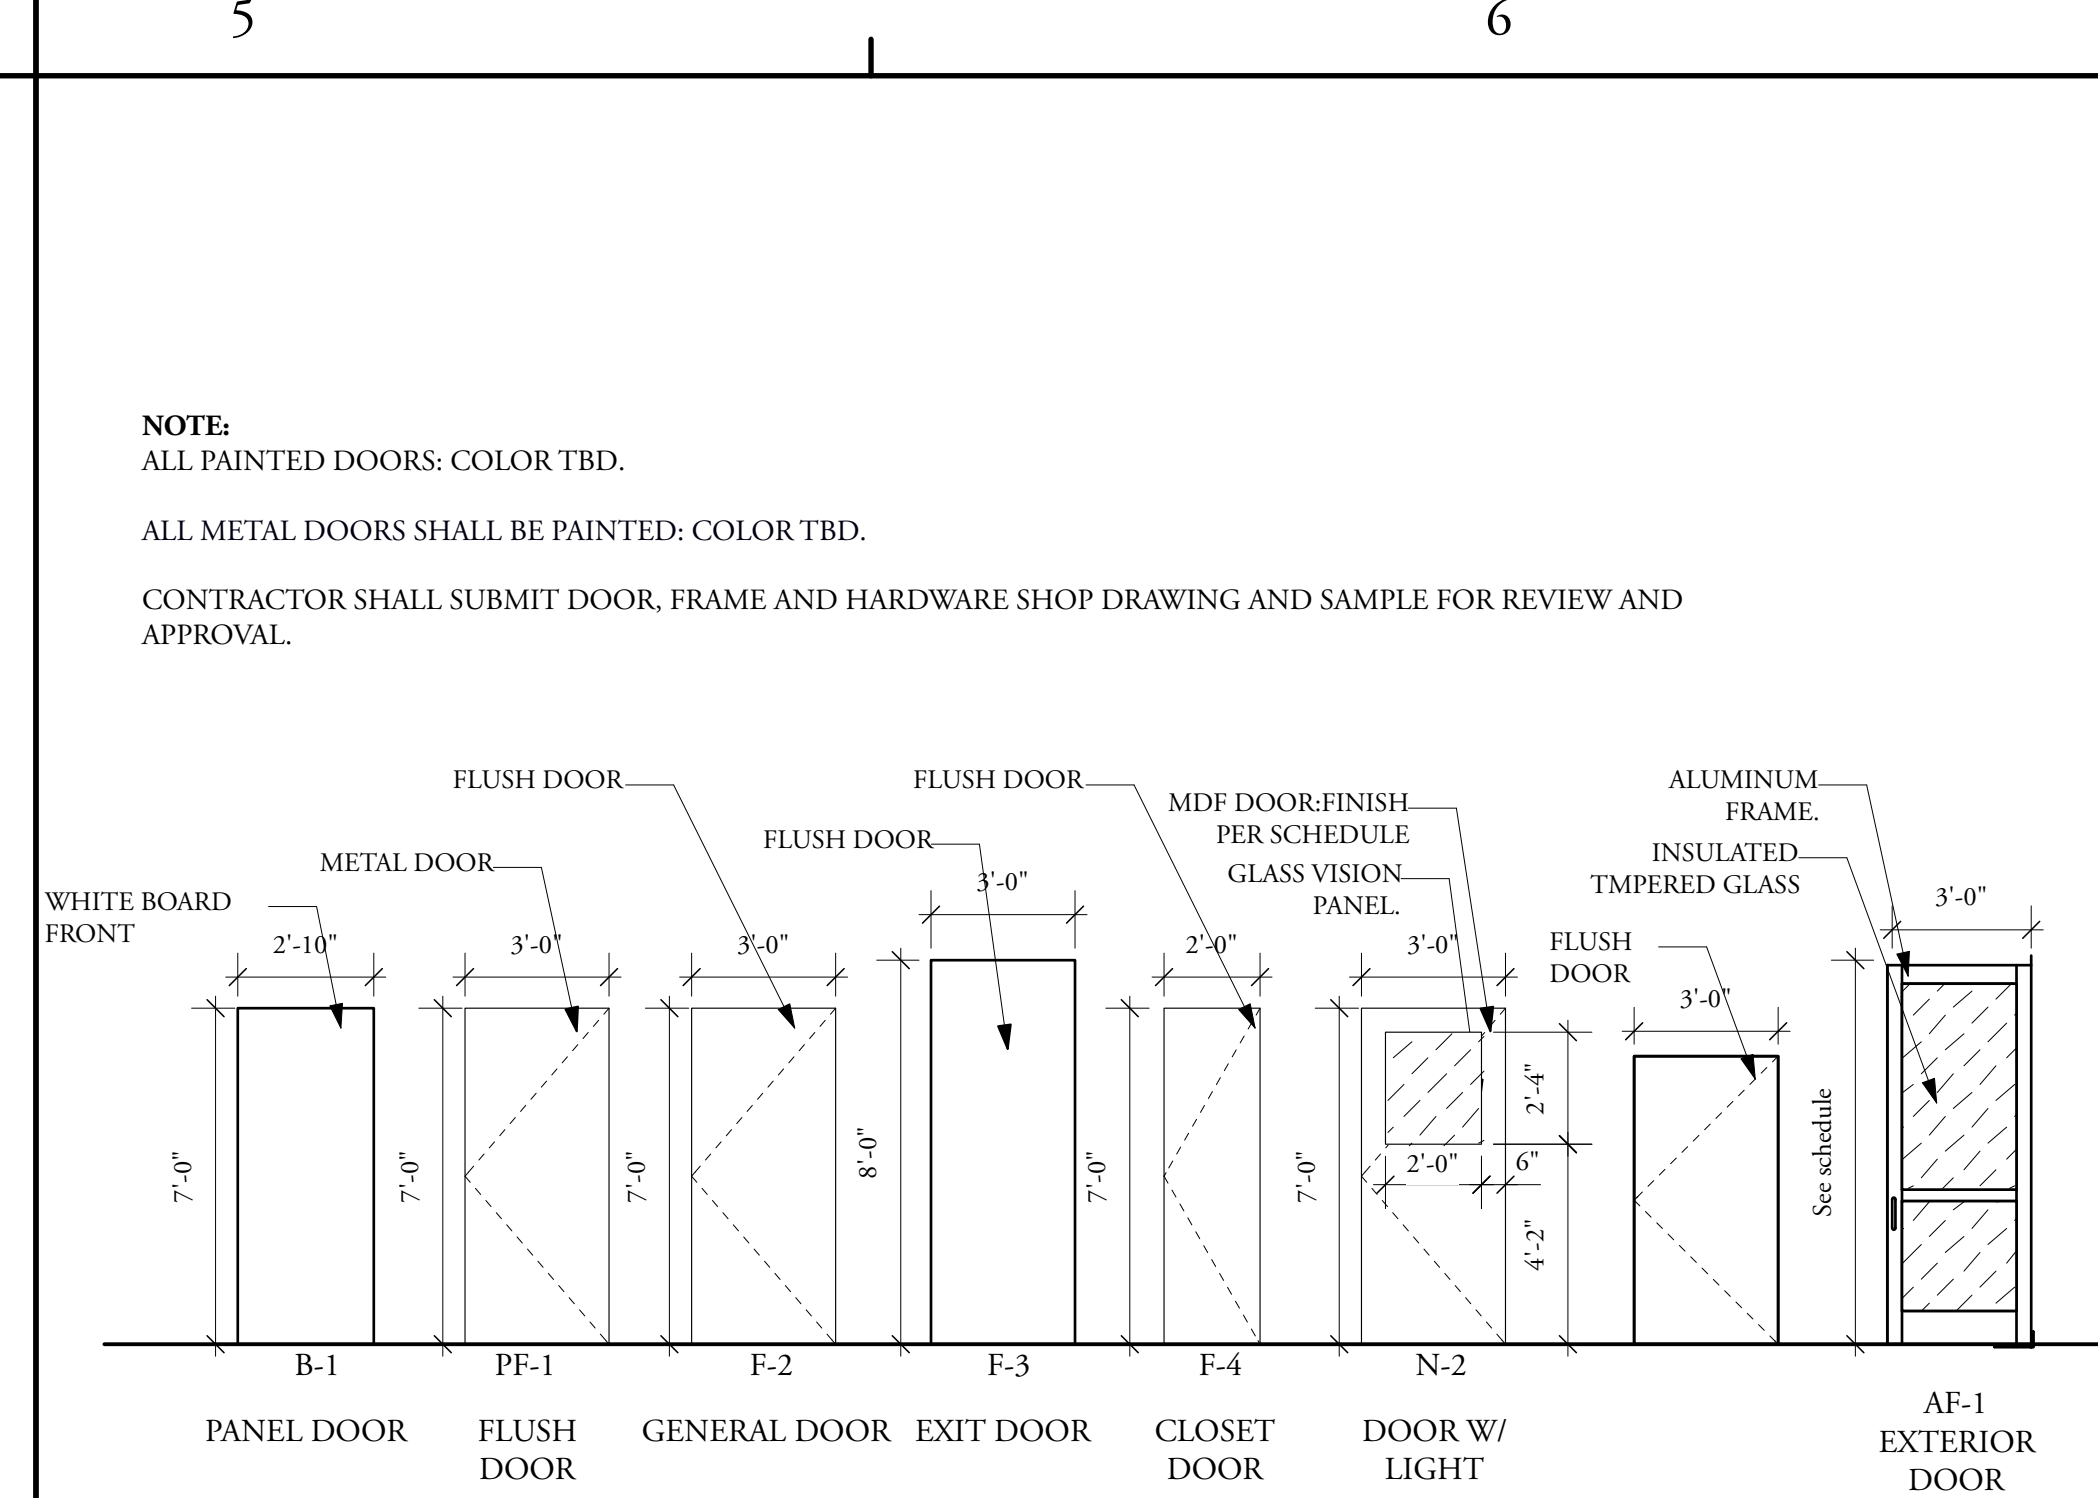 5
6
NOTE:
ALL PAINTED DOORS: COLOR TBD.
ALL METAL DOORS SHALL BE PAINTED: COLOR TBD.
CONTRACTOR SHALL SUBMIT DOOR, FRAME AND HARDWARE SHOP DRAWING AND SAMPLE FOR REVIEW AND
APPROVAL.
WHITE BOARD
FRONT
2'-10"
7'-0"
B-1
PANEL DOOR
METAL DOOR
3'-0"
7'-0"
PF-1
FLUSH
DOOR
FLUSH DOOR
3'-0"
7'-0"
F-2
GENERAL DOOR
FLUSH DOOR
3'-0"
8'-0"
F-3
EXIT DOOR
FLUSH DOOR
2'-0"
7'-0"
F-4
CLOSET
DOOR
MDF DOOR:FINISH
PER SCHEDULE
GLASS VISION
PANEL.
3'-0"
7'-0"
2'-4"
2'-0"
6"
4'-2"
N-2
DOOR W/
LIGHT
FLUSH
DOOR
3'-0"
ALUMINUM
FRAME.
INSULATED
TMPERED GLASS
3'-0"
See schedule
AF-1
EXTERIOR
DOOR